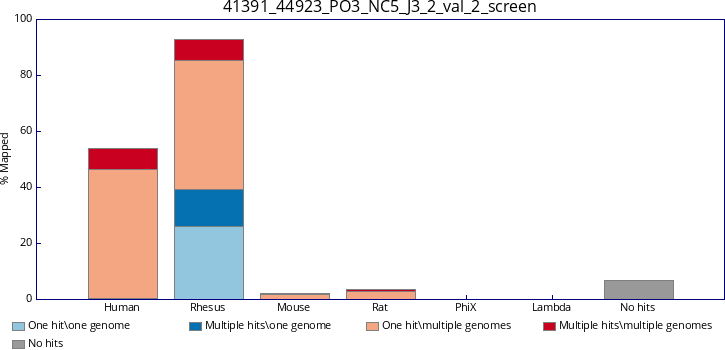 41391_44923_PO3_NC5_J3_2_val_2_screen
100
80
60
40
20
0
% Mapped
Human Rhesus Mouse Rat PhiX Lambda No hits
One hit\one genome Multiple hits\one genome One hit\multiple genomes Multiple hits\multiple genomes
No hits